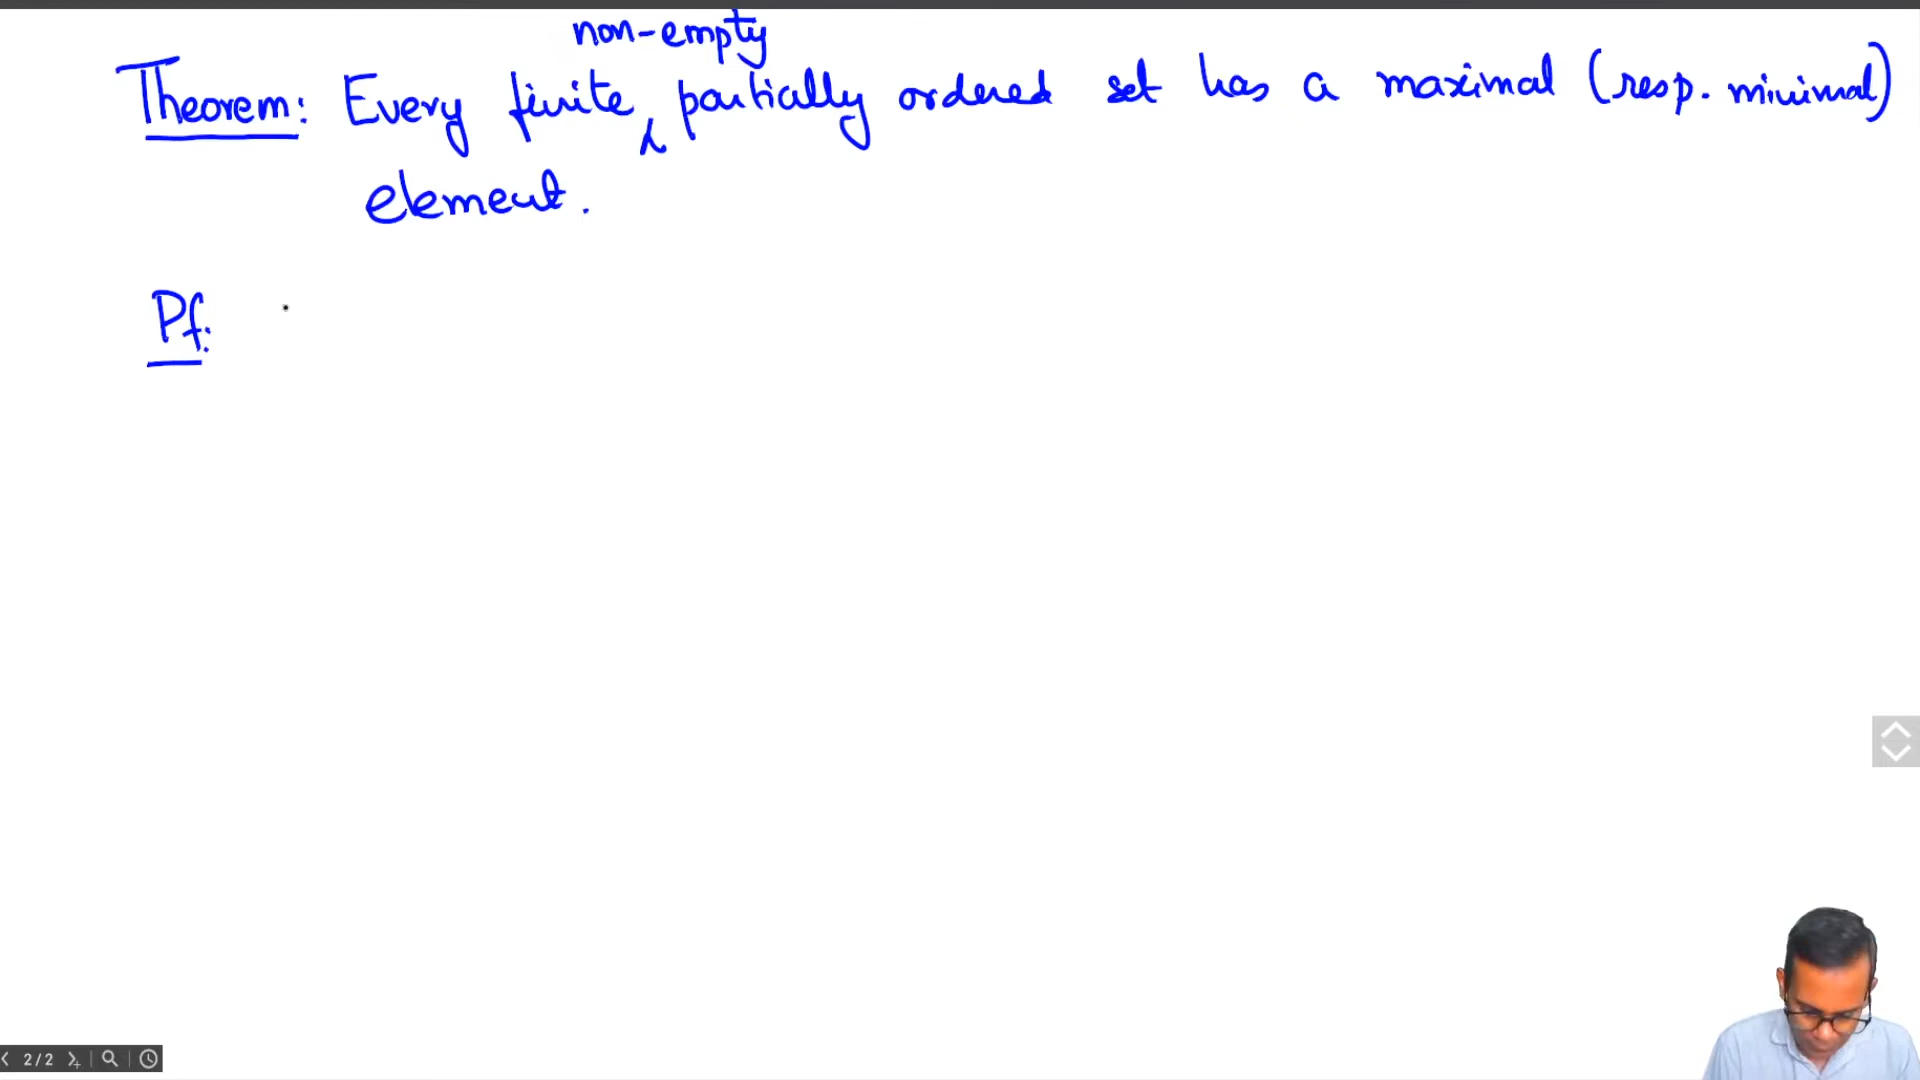 non-empty
Theorem: Every finite partially ordered set has a maximal (resp. minimal)
element.
Pf:
2/2